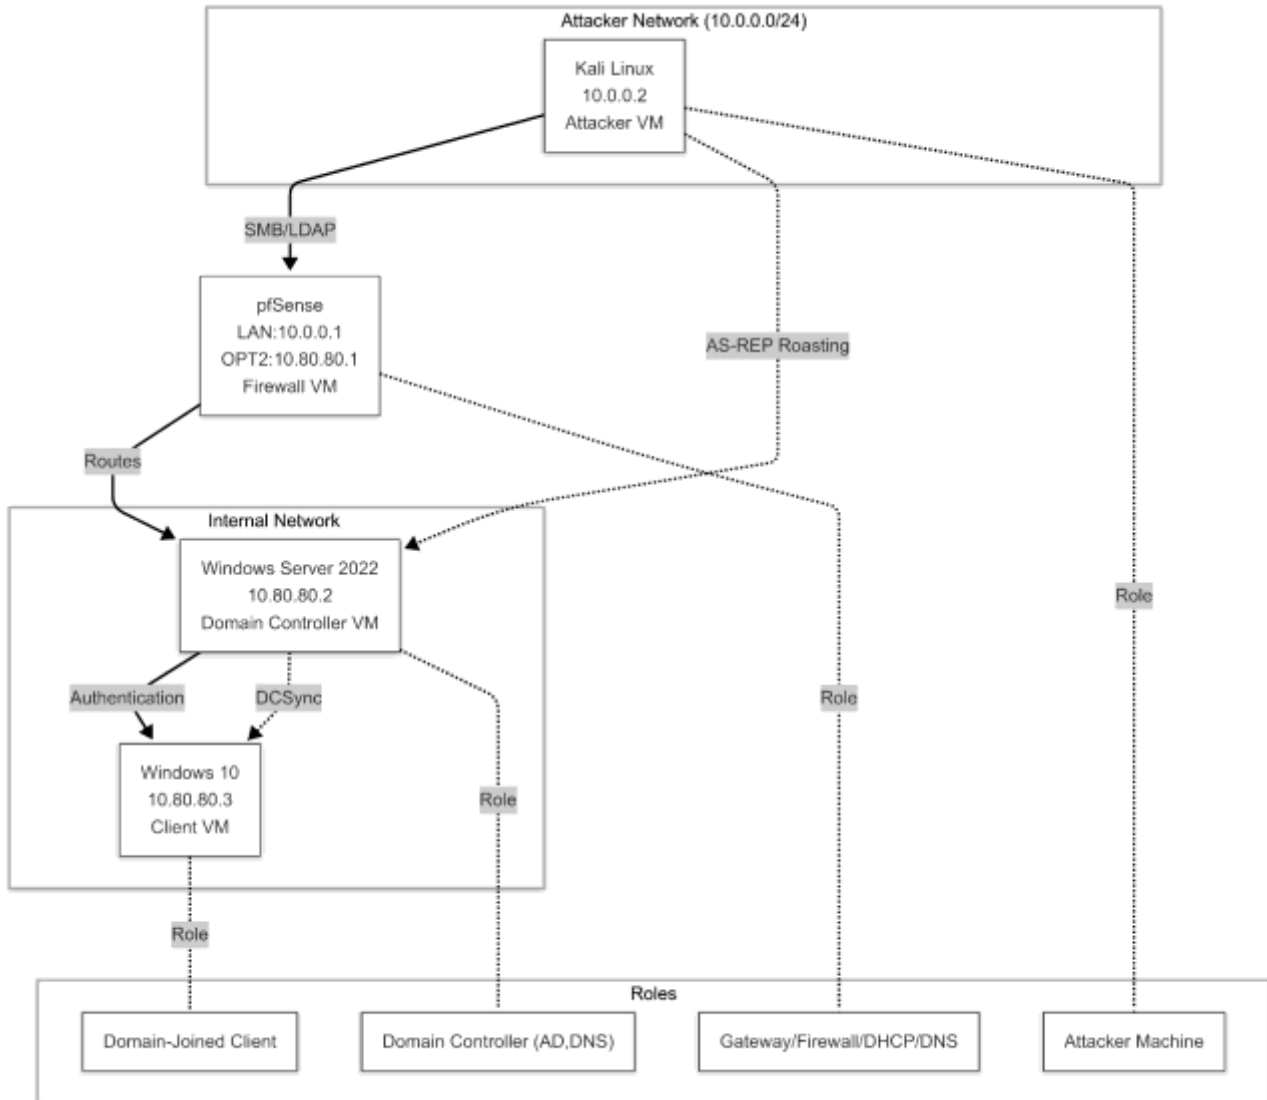 Attacker Network (10.0.0.0/24)
Kali Linux
10.0.0.2
Attacker VM
SMB/LDAP
pfSense
LAN:10.0.0.1
OPT2:10.80.80.1
Firewall VM
AS-REP Roasting
Routes
Internal Network
Windows Server 2022
10.80.80.2
Domain Controller VM
Role
Authentication
DCSync
Role
Windows 10
10.80.80.3
Client VM
Role
Role
Roles
Domain-Joined Client
Domain Controller (AD,DNS)
Gateway/Firewall/DHCP/DNS
Attacker Machine